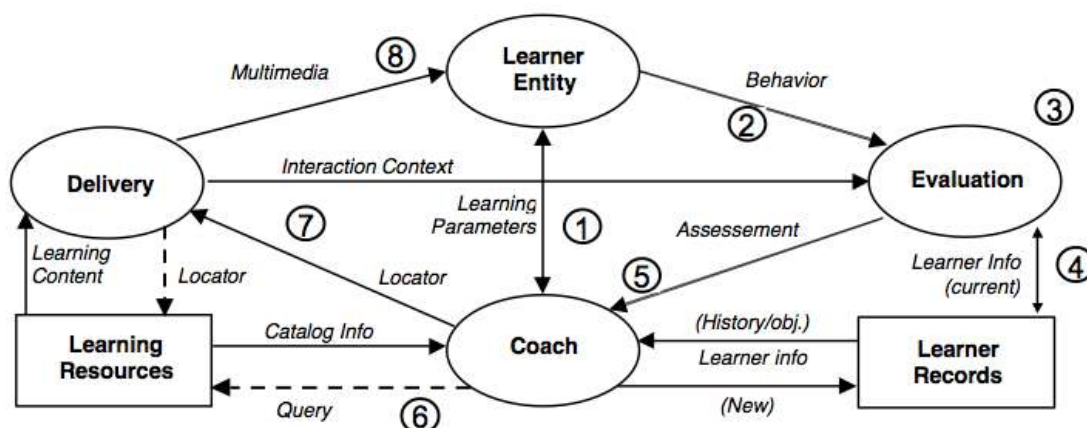 ⑧
Learner
Entity
Multimedia
Behavior
②
③
Delivery
Interaction Context
Evaluation
Learning
Parameters
①
⑦
Assessement
Learning
Content
Locator
Locator
⑤
Learner Info
(current)
④
Learning
Resources
Catalog Info
Coach
(History/obj.)
Learner info
Learner
Records
Query
⑥
(New)